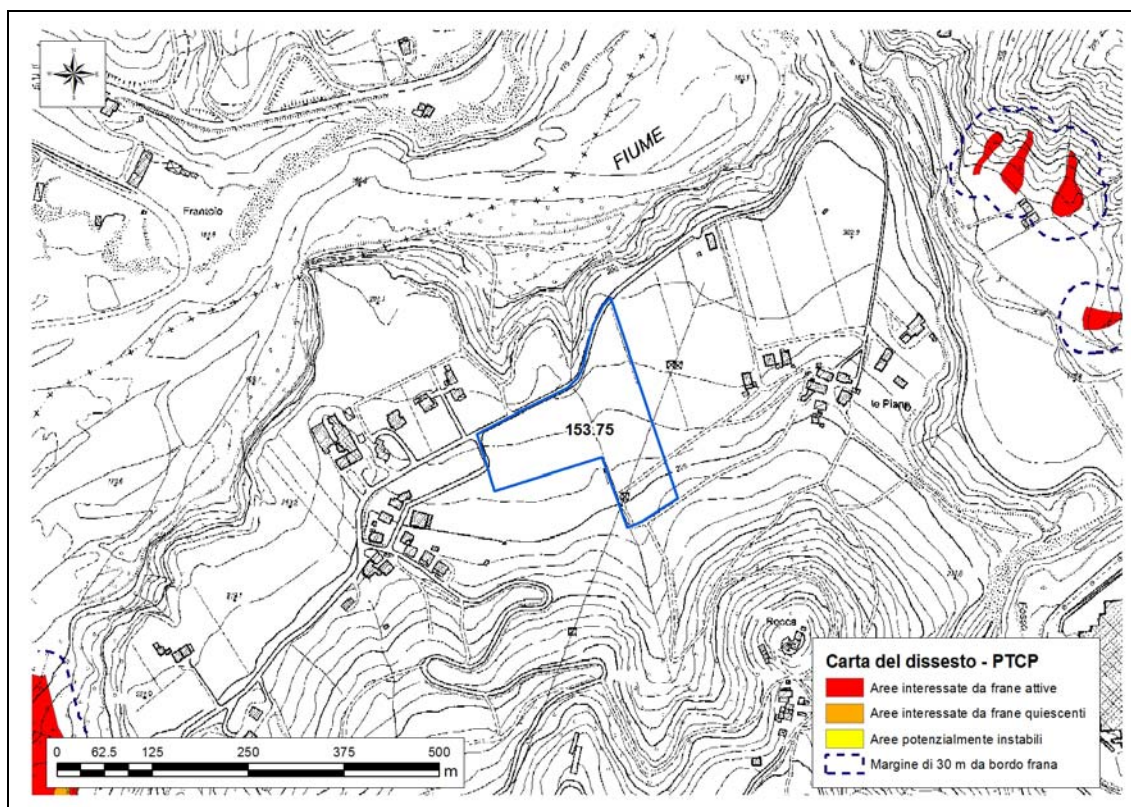 FIUME
Frantoio
le Piane
153.75
Rocca
Fosso
Carta del dissesto - PTCP
Aree interessate da frane attive
Aree interessate da frane quiescenti
Aree potenzialmente instabili
Margine di 30 m da bordo frana
0 62.5 125 250 375 500
m